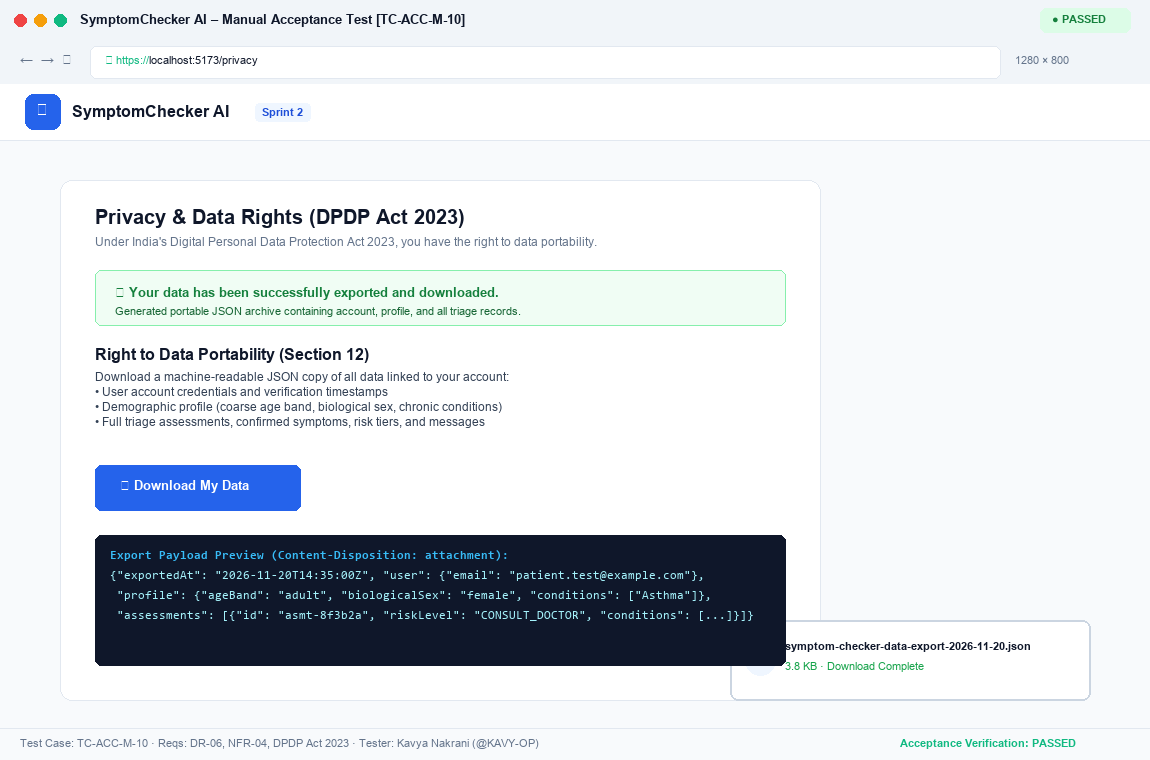 SymptomChecker AI – Manual Acceptance Test [TC-ACC-M-10]
● PASSED
https://localhost:5173/privacy
1280 × 800
SymptomChecker AI
Sprint 2
Privacy & Data Rights (DPDP Act 2023)
Under India's Digital Personal Data Protection Act 2023, you have the right to data portability.
Your data has been successfully exported and downloaded.
Generated portable JSON archive containing account, profile, and all triage records.
Right to Data Portability (Section 12)
Download a machine-readable JSON copy of all data linked to your account:
• User account credentials and verification timestamps
• Demographic profile (coarse age band, biological sex, chronic conditions)
• Full triage assessments, confirmed symptoms, risk tiers, and messages
Download My Data
Export Payload Preview (Content-Disposition: attachment):
{"exportedAt": "2026-11-20T14:35:00Z", "user": {"email": "patient.test@example.com"},
"profile": {"ageBand": "adult", "biologicalSex": "female", "conditions": ["Asthma"]},
"assessments": [{"id": "asmt-8f3b2a", "riskLevel": "CONSULT_DOCTOR", "conditions": [...]}]}
symptom-checker-data-export-2026-11-20.json
3.8 KB · Download Complete
Test Case: TC-ACC-M-10 · Reqs: DR-06, NFR-04, DPDP Act 2023 · Tester: Kavya Nakrani (@KAVY-OP)
Acceptance Verification: PASSED